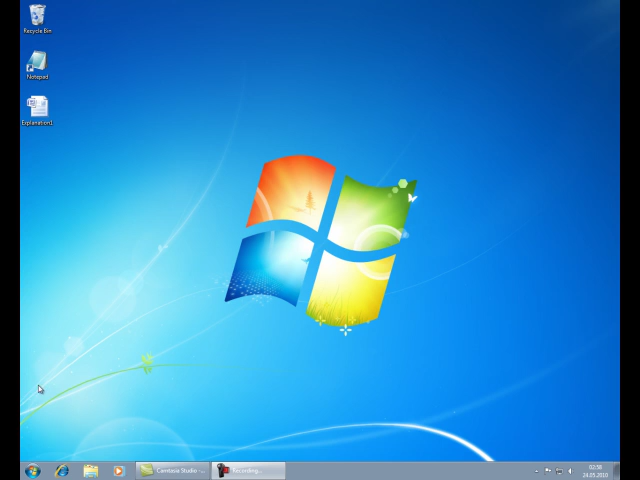 Recycle Bin
Notepad
Explanation1
Camtasia Studio - ...
Recording...
02:38
24.05.2010